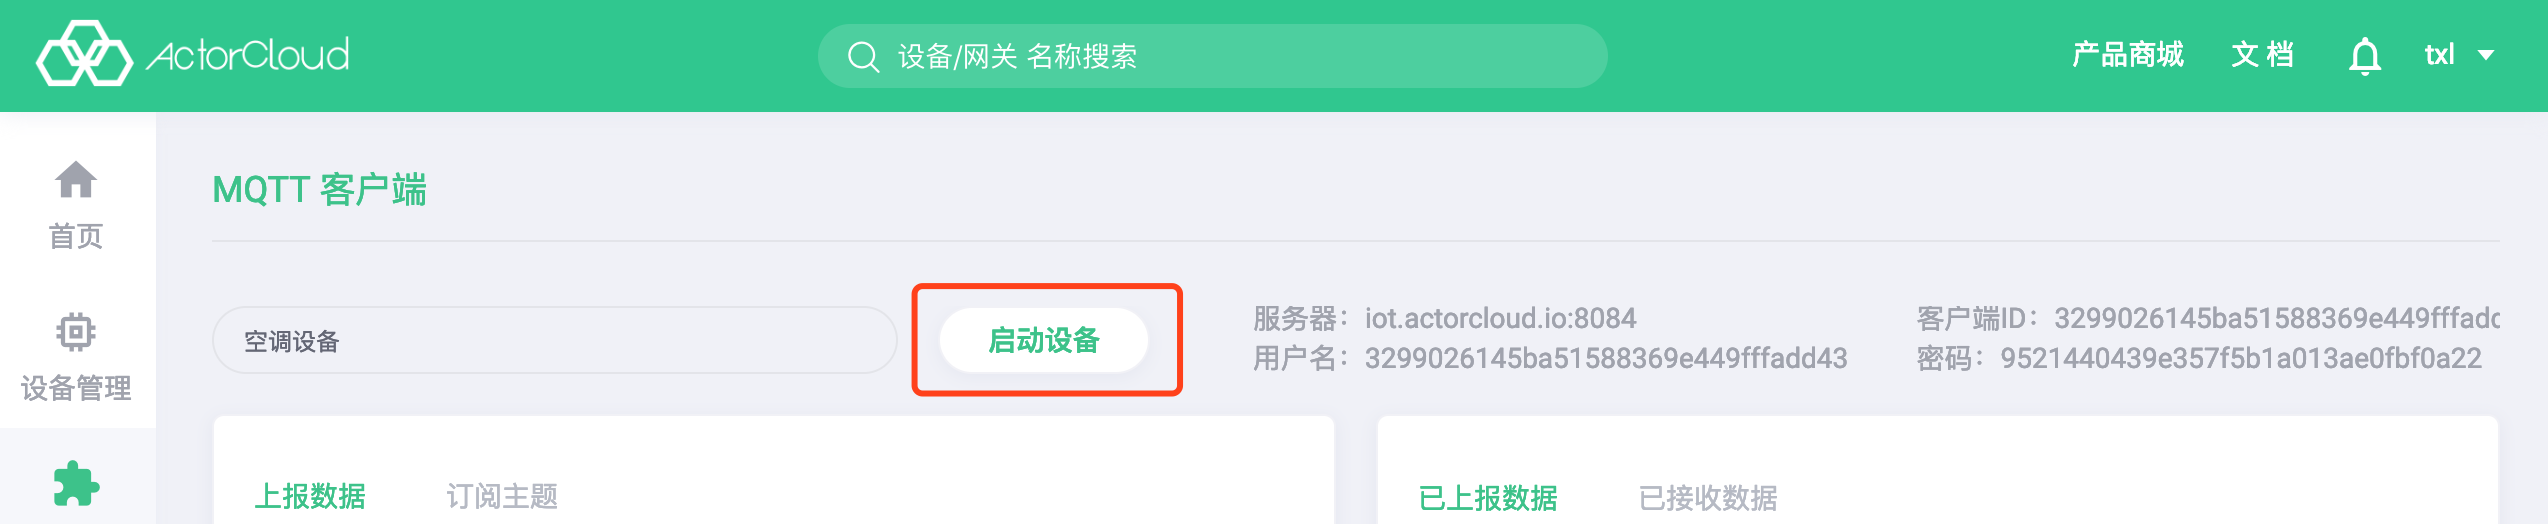 ActorCloud
设备/网关 名称搜索
产品商城
文 档
txl
首页
设备管理
MQTT 客户端
空调设备
启动设备
服务器：iot.actorcloud.io:8084
用户名：3299026145ba51588369e449fffadd43
客户端ID：3299026145ba51588369e449fffadd
密码：9521440439e357f5b1a013ae0fbf0a22
上报数据
订阅主题
已上报数据
已接收数据